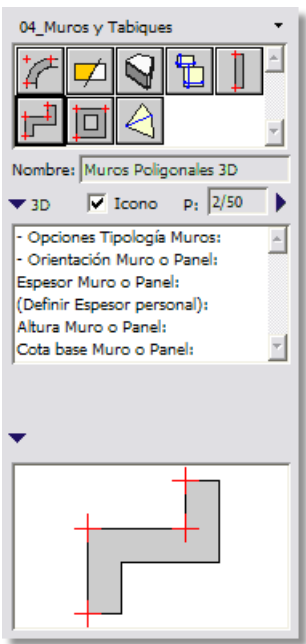 04_Muros y Tabiques
Nombre: Muros Poligonales 3D
3D Icono P: 2/50
- Opciones Tipología Muros:
- Orientación Muro o Panel:
Espesor Muro o Panel:
(Definir Espesor personal):
Altura Muro o Panel:
Cota base Muro o Panel: